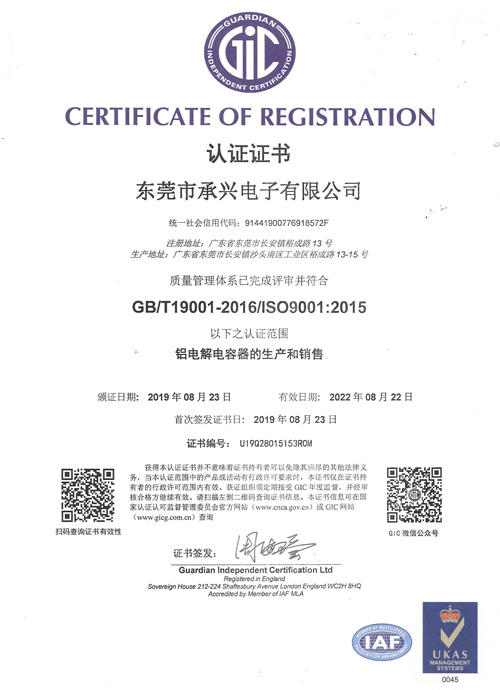 GUARDIAN
GIC
INDEPENDENT CERTIFICATION
CERTIFICATE OF REGISTRATION
认证证书
东莞市承兴电子有限公司
统一社会信用代码：91441900776918572F
注册地址：广东省东莞市长安镇裕成路 13 号
生产地址：广东省东莞市长安镇沙头南区工业区裕成路 13-15 号
质量管理体系已完成评审并符合
GB/T19001-2016/ISO9001:2015
以下之认证范围
铝电解电容器的生产和销售
颁证日期: 2019 年 08 月 23 日 有效日期: 2022 年 08 月 22 日
首次签发证书日: 2019 年 08 月 23 日
证书编号: U19Q28015153R0M
获得本认证证书并不意味着证书持有者可以免除其应尽的其他法律义
务，当本认证范围中的产品或活动有行政许可要求时，本证书仅在证书持
有者的行政许可范围内有效。获证组织须定期接受 GIC 年度监督，并经审
核合格方继续有效。请扫描左侧二维码查询证书信息。本证书信息可在国
家认证认可监督管理委员会官方网站（www.cnca.gov.cn）或 GIC 网站
（www.gicg.com.cn）查询
扫码查询证书有效性
GIC 微信公众号
证书签发：
Guardian Independent Certification Ltd
Registered in England
Sovereign House 212-224 Shaftesbury Avenue London England WC2H 8HQ
Accredited by Member of IAF MLA
IAF
UKAS
MANAGEMENT
SYSTEMS
0045